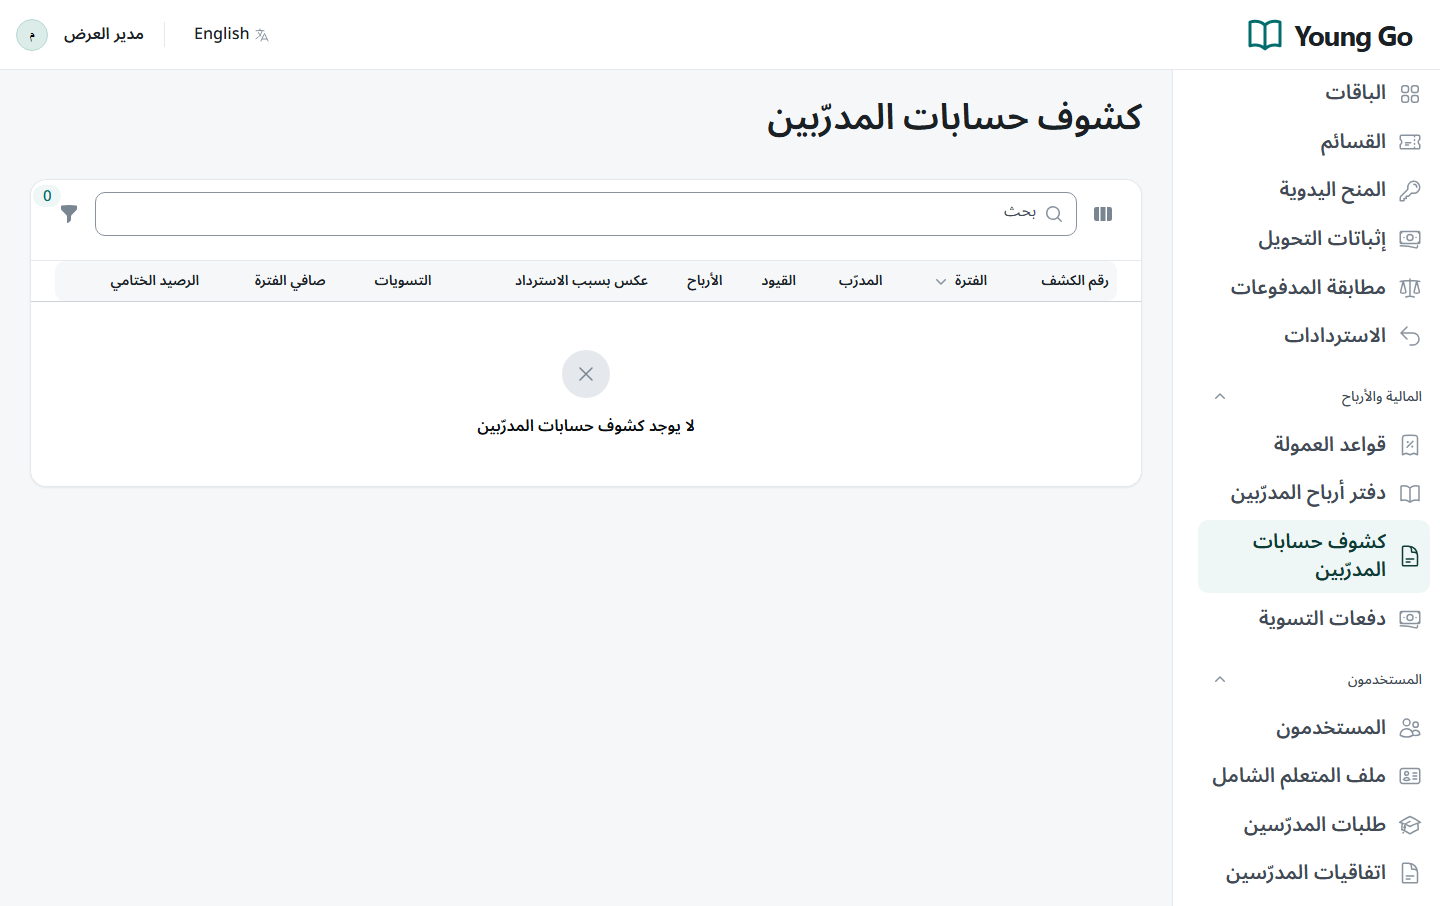 Young Go
English
مدير العرض
م
الباقات
القسائم
المنح اليدوية
إثباتات التحويل
مطابقة المدفوعات
الاستردادات
المالية والأرباح
قواعد العمولة
دفتر أرباح المدرّبين
كشوف حسابات
المدرّبين
دفعات التسوية
المستخدمون
المستخدمون
ملف المتعلم الشامل
طلبات المدرّسين
اتفاقيات المدرّسين
كشوف حسابات المدرّبين
بحث
0
رقم الكشف الفترة المدرّب القيود الأرباح عكس بسبب الاسترداد التسويات صافي الفترة الرصيد الختامي
لا يوجد كشوف حسابات المدرّبين